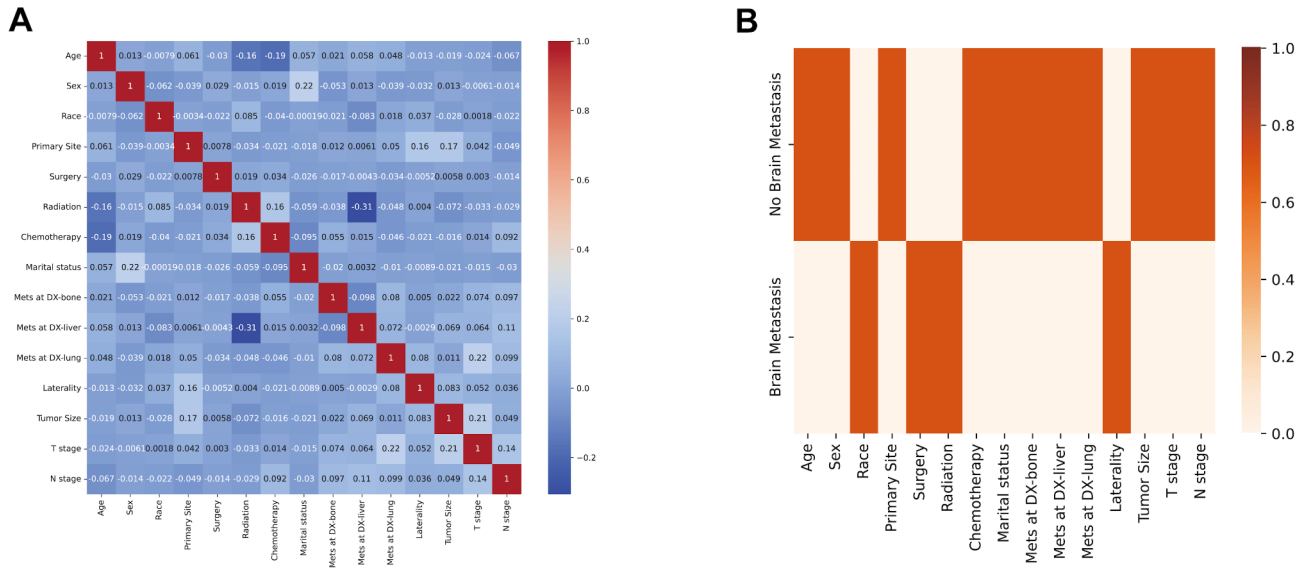 A
Age
1 0.013 -0.0079 0.061 -0.03 -0.16 -0.19 0.057 0.021 0.058 0.048 -0.013 -0.019 -0.024 -0.067
Sex
0.013 1 -0.062 -0.039 0.029 -0.015 0.019 0.22 -0.053 0.013 -0.039 -0.032 0.013 -0.0061 -0.014
Race
-0.0079 -0.062 1 -0.0034 -0.022 0.085 -0.04 -0.00019 -0.021 -0.083 0.018 0.037 -0.028 0.0018 -0.022
Primary Site
0.061 -0.039 -0.0034 1 0.0078 -0.034 -0.021 -0.018 0.012 0.0061 0.05 0.16 0.17 0.042 -0.049
Surgery
-0.03 0.029 -0.022 0.0078 1 0.019 0.034 -0.026 -0.017 -0.0043 -0.034 -0.0052 0.0058 0.003 -0.014
Radiation
-0.16 -0.015 0.085 -0.034 0.019 1 0.16 -0.059 -0.038 -0.31 -0.048 0.004 -0.072 -0.033 -0.029
Chemotherapy
-0.19 0.019 -0.04 -0.021 0.034 0.16 1 -0.095 0.055 0.015 -0.046 -0.021 -0.016 0.014 0.092
Marital status
0.057 0.22 -0.00019 -0.018 -0.026 -0.059 -0.095 1 -0.02 0.0032 -0.01 -0.0089 -0.021 -0.015 -0.03
Mets at DX-bone
0.021 -0.053 -0.021 0.012 -0.017 -0.038 0.055 -0.02 1 -0.098 0.08 0.005 0.022 0.074 0.097
Mets at DX-liver
0.058 0.013 -0.083 0.0061 -0.0043 -0.31 0.015 0.0032 -0.098 1 0.072 -0.0029 0.069 0.064 0.11
Mets at DX-lung
0.048 -0.039 0.018 0.05 -0.034 -0.048 -0.046 -0.01 0.08 0.072 1 0.08 0.011 0.22 0.099
Laterality
-0.013 -0.032 0.037 0.16 -0.0052 0.004 -0.021 -0.0089 0.005 -0.0029 0.08 1 0.083 0.052 0.036
Tumor Size
-0.019 0.013 -0.028 0.17 0.0058 -0.072 -0.016 -0.021 0.022 0.069 0.011 0.083 1 0.21 0.049
T stage
-0.024 -0.0061 0.0018 0.042 0.003 -0.033 0.014 -0.015 0.074 0.064 0.22 0.052 0.21 1 0.14
N stage
-0.067 -0.014 -0.022 -0.049 -0.014 -0.029 0.092 -0.03 0.097 0.11 0.099 0.036 0.049 0.14 1
Age
Sex
Race
Primary Site
Surgery
Radiation
Chemotherapy
Marital status
Mets at DX-bone
Mets at DX-liver
Mets at DX-lung
Laterality
Tumor Size
T stage
N stage
1.0
0.8
0.6
0.4
0.2
0.0
−0.2
B
No Brain Metastasis
Brain Metastasis
Age
Sex
Race
Primary Site
Surgery
Radiation
Chemotherapy
Marital status
Mets at DX-bone
Mets at DX-liver
Mets at DX-lung
Laterality
Tumor Size
T stage
N stage
1.0
0.8
0.6
0.4
0.2
0.0